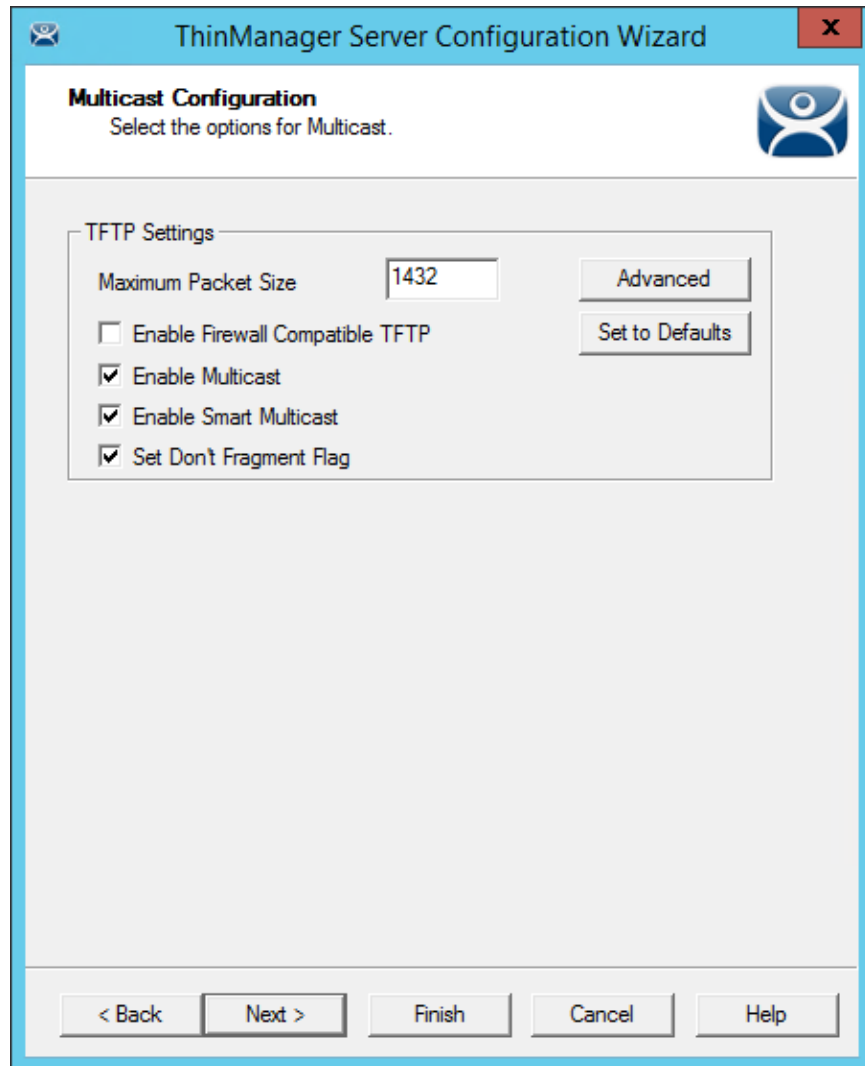 ThinManager Server Configuration Wizard
x
Multicast Configuration
Select the options for Multicast.
TFTP Settings
Maximum Packet Size 1432 Advanced
Enable Firewall Compatible TFTP Set to Defaults
Enable Multicast
Enable Smart Multicast
Set Don't Fragment Flag
< Back Next > Finish Cancel Help